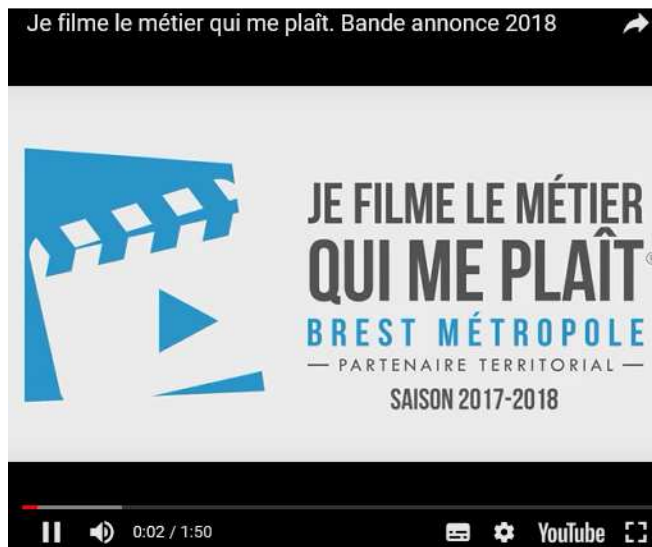 Je filme le métier qui me plaît. Bande annonce 2018
JE FILME LE MÉTIER
QUI ME PLAÎT®
BREST MÉTROPOLE
— PARTENAIRE TERRITORIAL —
SAISON 2017-2018
0:02 / 1:50
YouTube